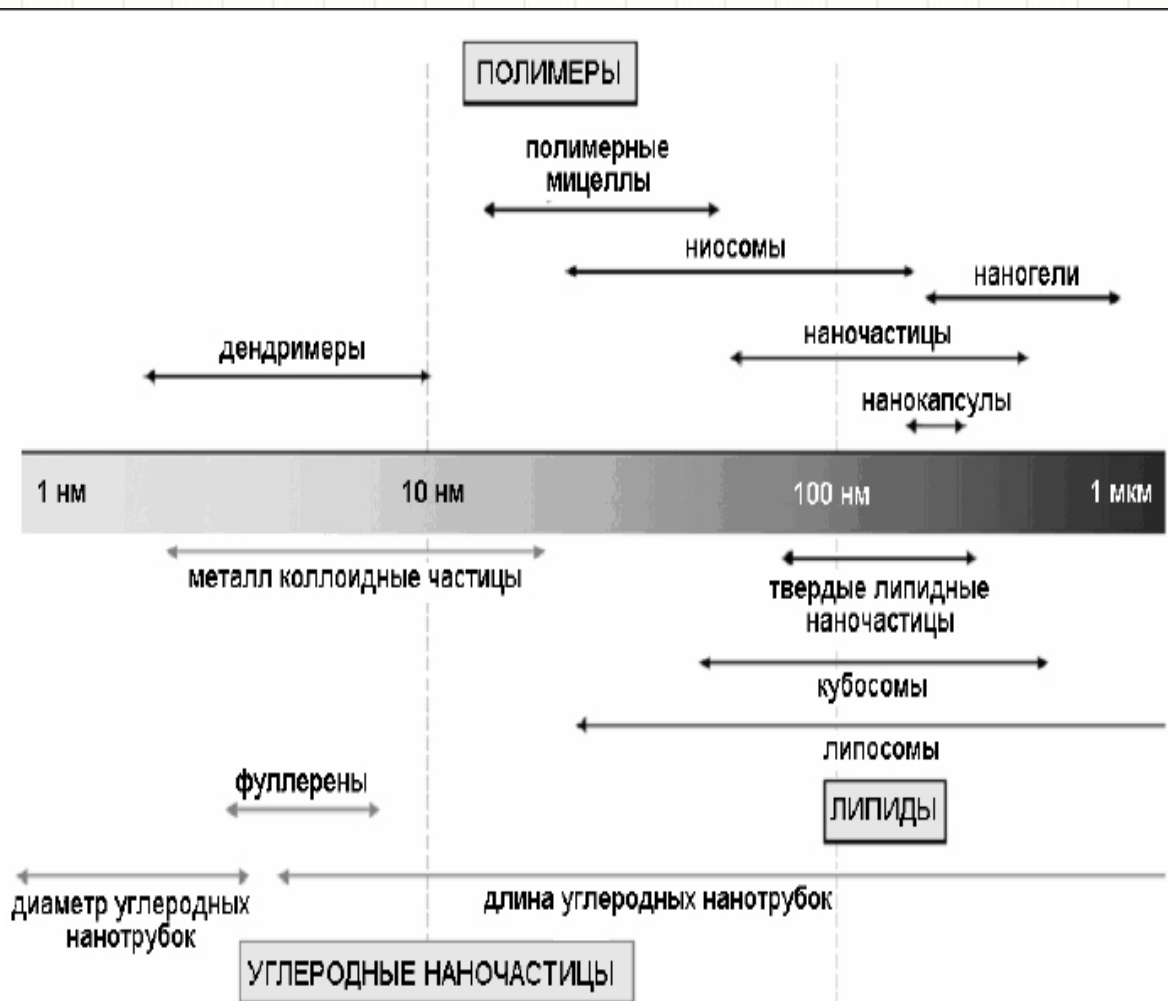 ПОЛИМЕРЫ
полимерные
мицеллы
ниосомы
наногели
наночастицы
дендримеры
нанокапсулы
1 нм
10 нм
100 нм
1 мкм
металл коллоидные частицы
твердые липидные
наночастицы
кубосомы
липосомы
фуллерены
ЛИПИДЫ
диаметр углеродных
нанотрубок
длина углеродных нанотрубок
УГЛЕРОДНЫЕ НАНОЧАСТИЦЫ